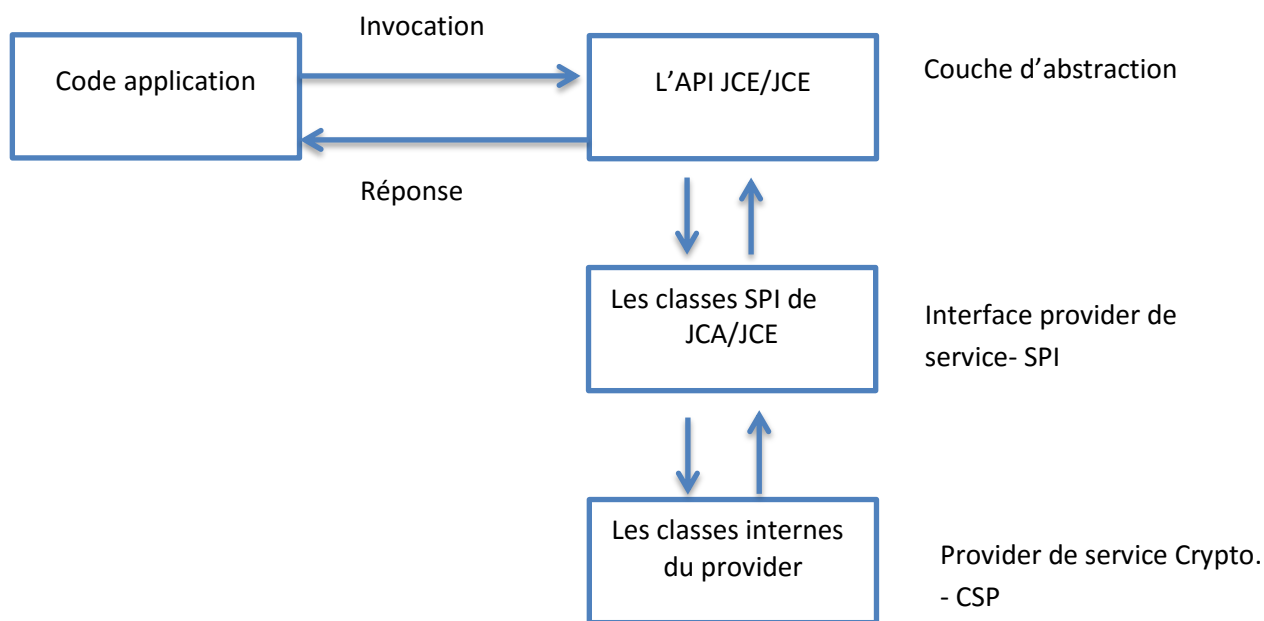 Invocation
Code application
L’API JCE/JCE
Couche d’abstraction
Réponse
Les classes SPI de
JCA/JCE
Interface provider de
service- SPI
Les classes internes
du provider
Provider de service Crypto.
- CSP